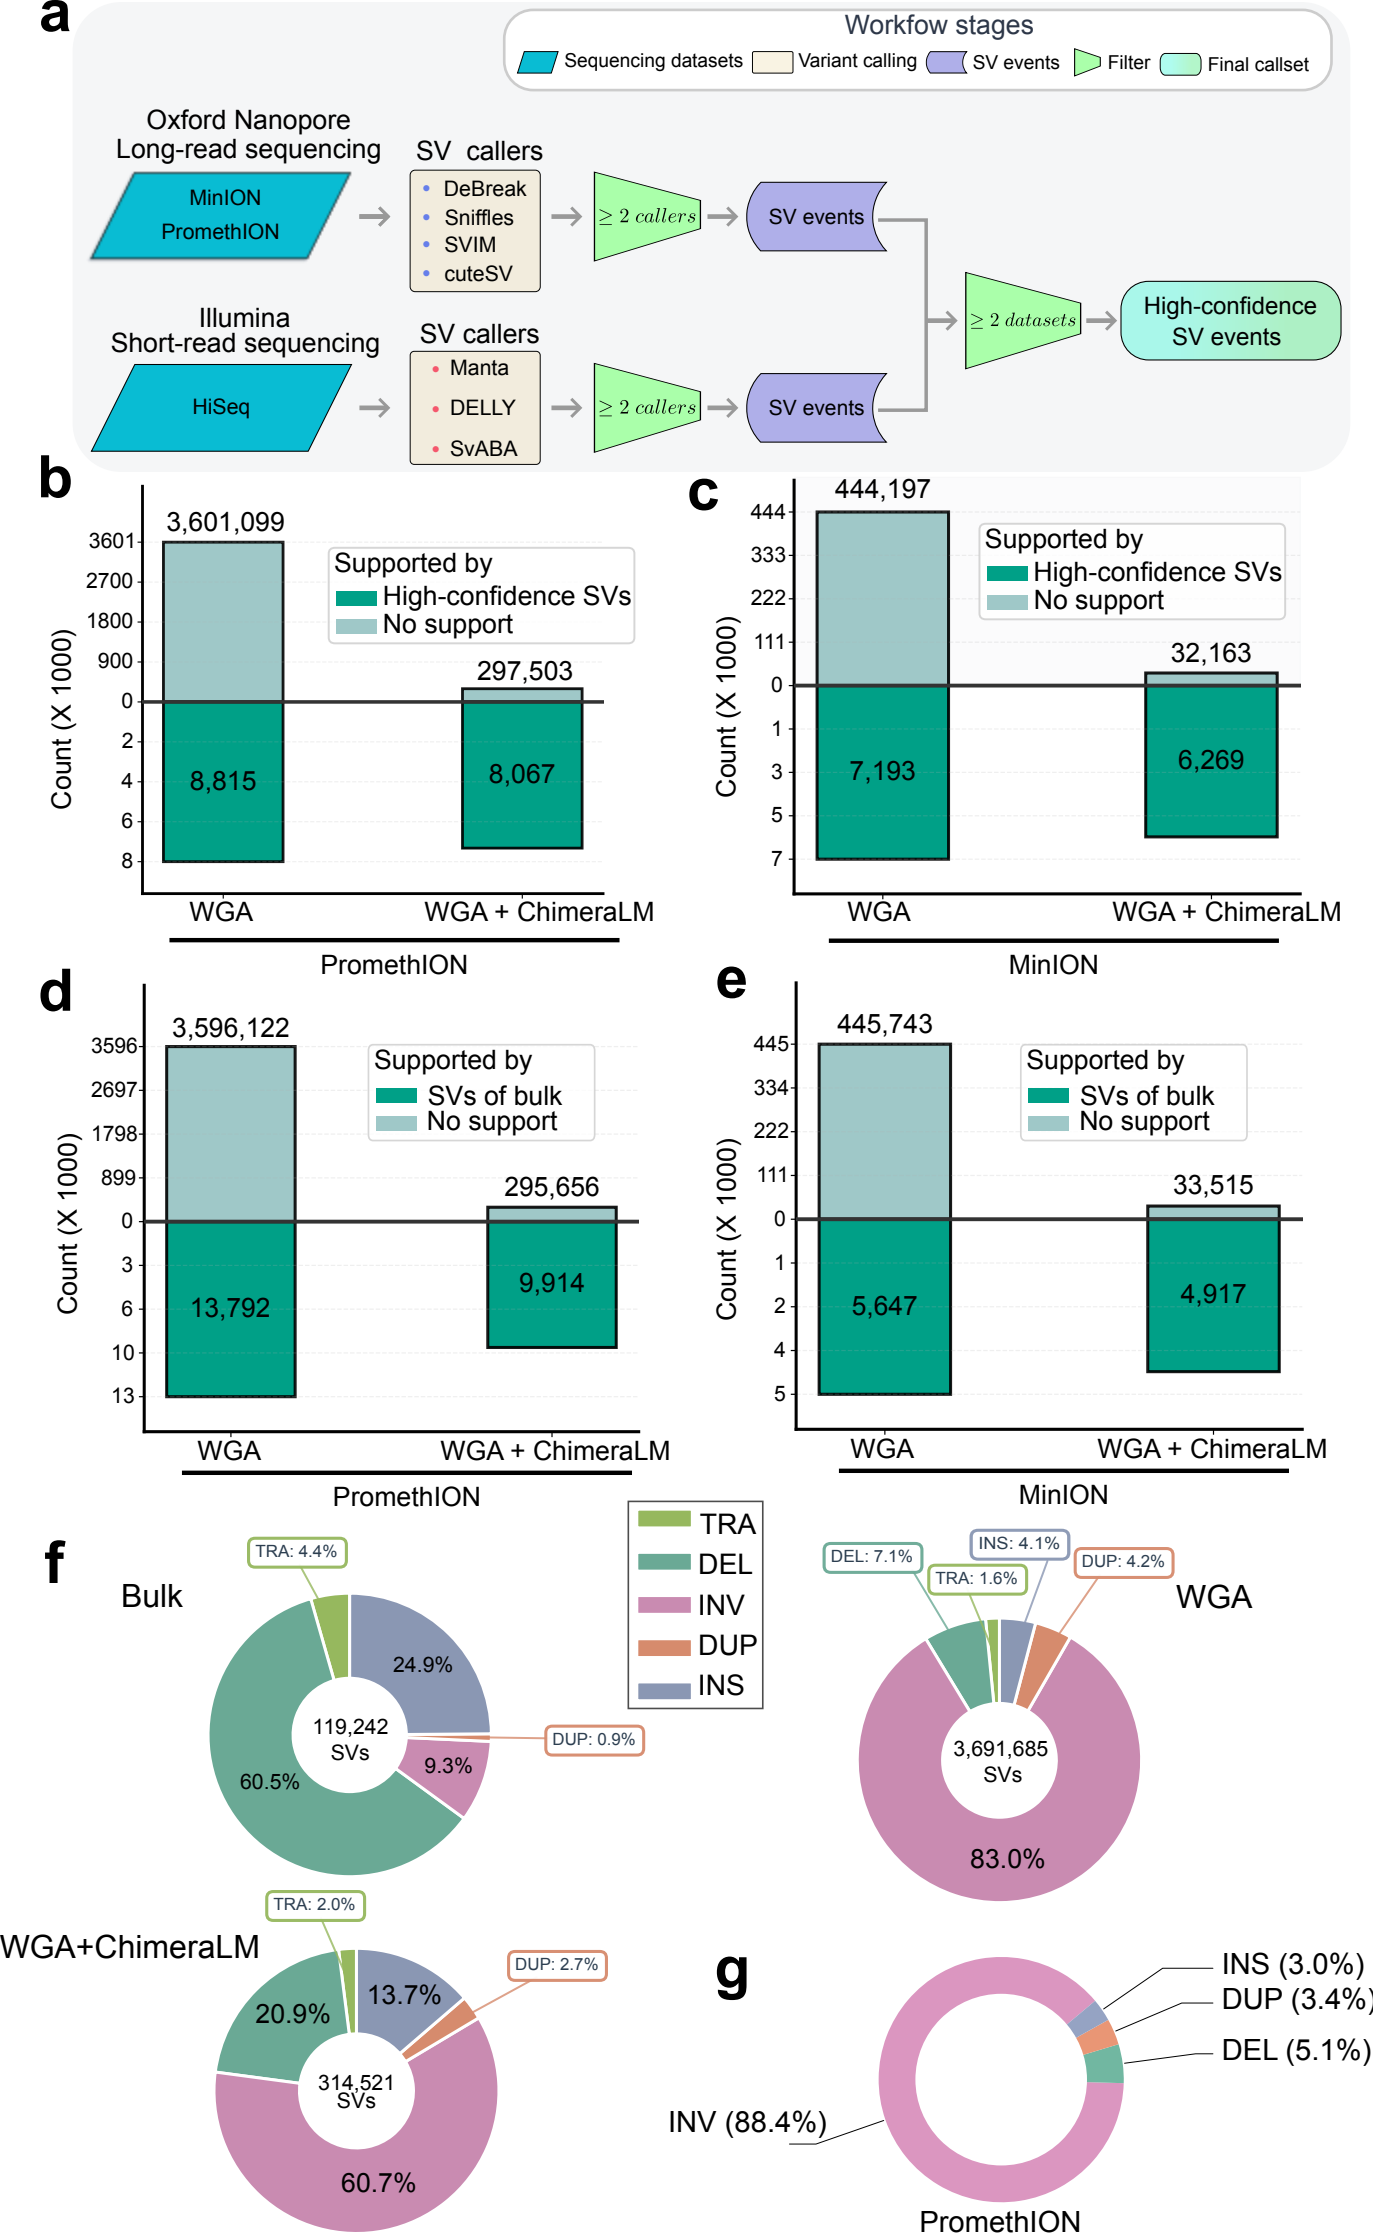 a
Workfow stages
Sequencing datasets
Variant calling
SV events
Filter
Final callset
Oxford Nanopore
Long-read sequencing
MinION
PromethION
SV callers
• DeBreak
• Sniffles
• SVIM
• cuteSV
≥ 2 callers
SV events
Illumina
Short-read sequencing
HiSeq
SV callers
• Manta
• DELLY
• SvABA
≥ 2 callers
SV events
≥ 2 datasets
High-confidence
SV events
b
Count (X 1000)
3601
2700
1800
900
0
2
4
6
8
3,601,099
8,815
297,503
8,067
Supported by
High-confidence SVs
No support
WGA
WGA + ChimeraLM
PromethION
c
Count (X 1000)
444
333
222
111
0
1
3
5
7
444,197
7,193
32,163
6,269
Supported by
High-confidence SVs
No support
WGA
WGA + ChimeraLM
MinION
d
Count (X 1000)
3596
2697
1798
899
0
3
6
10
13
3,596,122
13,792
295,656
9,914
Supported by
SVs of bulk
No support
WGA
WGA + ChimeraLM
PromethION
e
Count (X 1000)
445
334
222
111
0
1
2
4
5
445,743
5,647
33,515
4,917
Supported by
SVs of bulk
No support
WGA
WGA + ChimeraLM
MinION
f
TRA
DEL
INV
DUP
INS
Bulk
TRA: 4.4%
24.9%
DUP: 0.9%
9.3%
60.5%
119,242
SVs
WGA
DEL: 7.1%
TRA: 1.6%
INS: 4.1%
DUP: 4.2%
3,691,685
SVs
83.0%
WGA+ChimeraLM
TRA: 2.0%
13.7%
DUP: 2.7%
20.9%
314,521
SVs
60.7%
g
INS (3.0%)
DUP (3.4%)
DEL (5.1%)
INV (88.4%)
PromethION